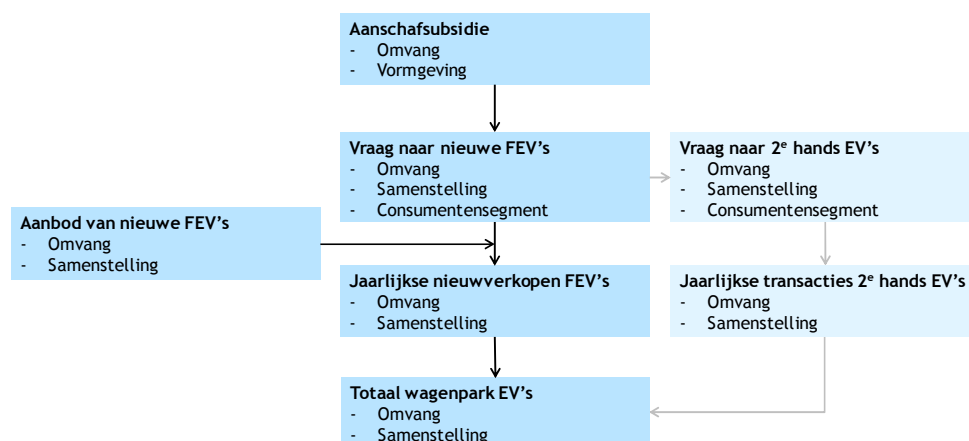 Aanschafsubsidie
- Omvang
- Vormgeving
Vraag naar nieuwe FEV’s
- Omvang
- Samenstelling
- Consumentensegment
Vraag naar 2e hands EV’s
- Omvang
- Samenstelling
- Consumentensegment
Aanbod van nieuwe FEV’s
- Omvang
- Samenstelling
Jaarlijkse nieuwverkopen FEV’s
- Omvang
- Samenstelling
Jaarlijkse transacties 2e hands EV’s
- Omvang
- Samenstelling
Totaal wagenpark EV’s
- Omvang
- Samenstelling